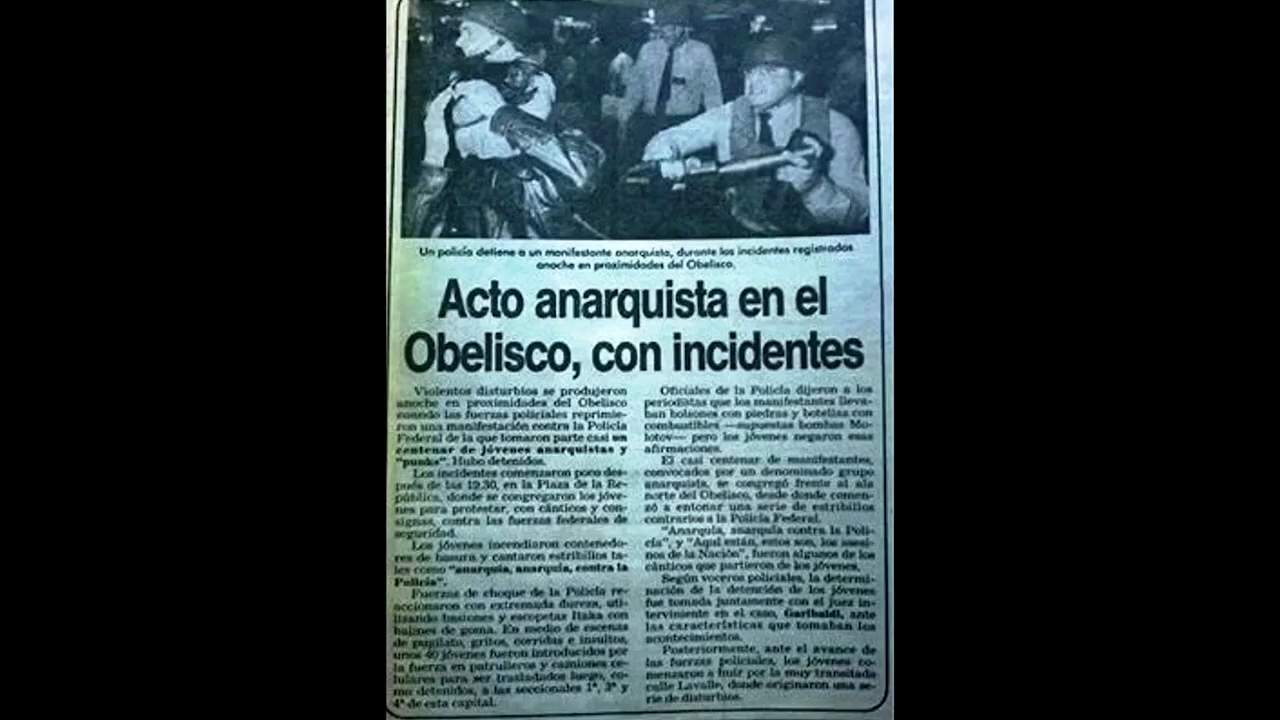 Un policía detiene a un manifestante anarquista, durante los incidentes registrados
anoche en proximidades del Obelisco.
Acto anarquista en el
Obelisco, con incidentes
Violentos disturbios se produjeron
anoche en proximidades del Obelisco
cuando las fuerzas policiales reprimie-
ron una manifestación contra la Policía
Federal de la que tomaron parte casi un
centenar de jóvenes anarquistas y
"punks". Hubo detenidos.
Los incidentes comenzaron poco des-
pués de las 19.30, en la Plaza de la Re-
pública, donde se congregaron los jóve-
nes para protestar, con cánticos y con-
signas, contra las fuerzas federales de
seguridad.
Los jóvenes incendiaron contenedo-
res de basura y cantaron estribillos ta-
les como "anarquía, anarquía, contra la
Policía".
Fuerzas de choque de la Policía re-
accionaron con extremada dureza, uti-
lizando bastones y escopetas Itaka con
balines de goma. En medio de escenas
de pugilato, gritos, corridas e insultos,
unos 40 jóvenes fueron introducidos por
la fuerza en patrulleros y camiones ce-
lulares para ser trasladados luego, co-
mo detenidos, a las seccionales 1ª, 3ª y
4ª de esta capital.
Oficiales de la Policía dijeron a los
periodistas que los manifestantes lleva-
ban bolsones con piedras y botellas con
combustibles —supuestas bombas Mo-
lotov— pero los jóvenes negaron esas
afirmaciones.
El casi centenar de manifestantes,
convocados por un denominado grupo
anarquista, se congregó frente al ala
norte del Obelisco, desde donde comen-
zó a entonar una serie de estribillos
contrarios a la Policía Federal.
"Anarquía, anarquía contra la Poli-
cía", y "Aquí están, estos son, los asesi-
nos de la Nación", fueron algunos de los
cánticos que partieron de los jóvenes.
Según voceros policiales, la determi-
nación de la detención de los jóvenes
fue tomada juntamente con el juez in-
terviniente en el caso, Garibaldi, ante
las características que tomaban los
acontecimientos.
Posteriormente, ante el avance de
las fuerzas policiales, los jóvenes co-
menzaron a huir por la muy transitada
calle Lavalle, donde originaron una se-
rie de disturbios.